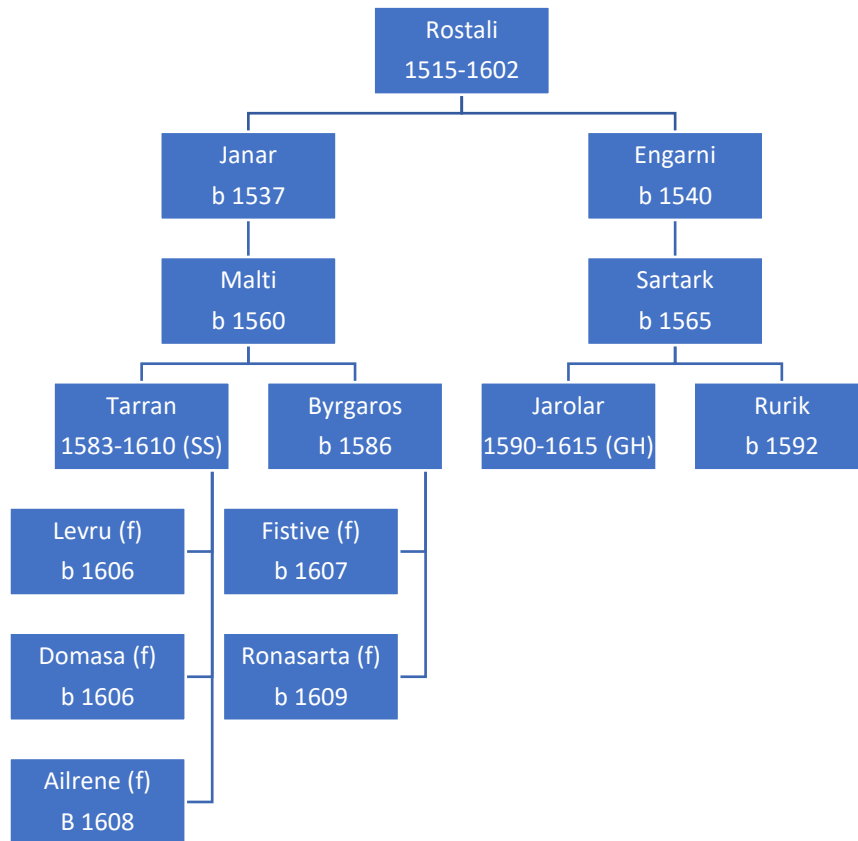 Rostali
1515-1602
Janar
b 1537
Engarni
b 1540
Malti
b 1560
Sartark
b 1565
Tarran
1583-1610 (SS)
Byrgaros
b 1586
Jarolar
1590-1615 (GH)
Rurik
b 1592
Levru (f)
b 1606
Fistive (f)
b 1607
Domasa (f)
b 1606
Ronasarta (f)
b 1609
Ailrene (f)
B 1608